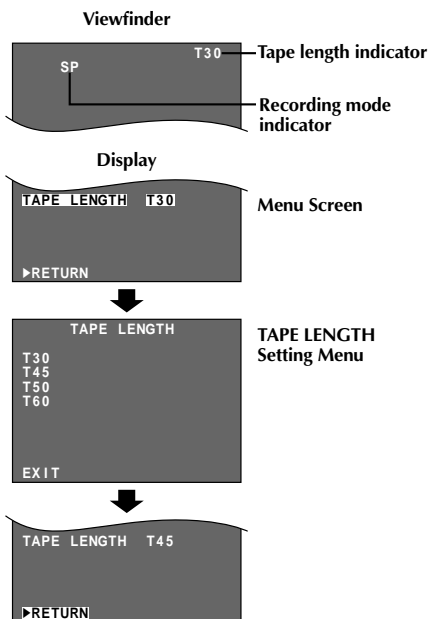 Viewfinder
T30
Tape length indicator
SP
Recording mode
indicator
Display
TAPE LENGTH T30
Menu Screen
▶RETURN
TAPE LENGTH
TAPE LENGTH
Setting Menu
T30
T45
T50
T60
EXIT
TAPE LENGTH T45
▶RETURN